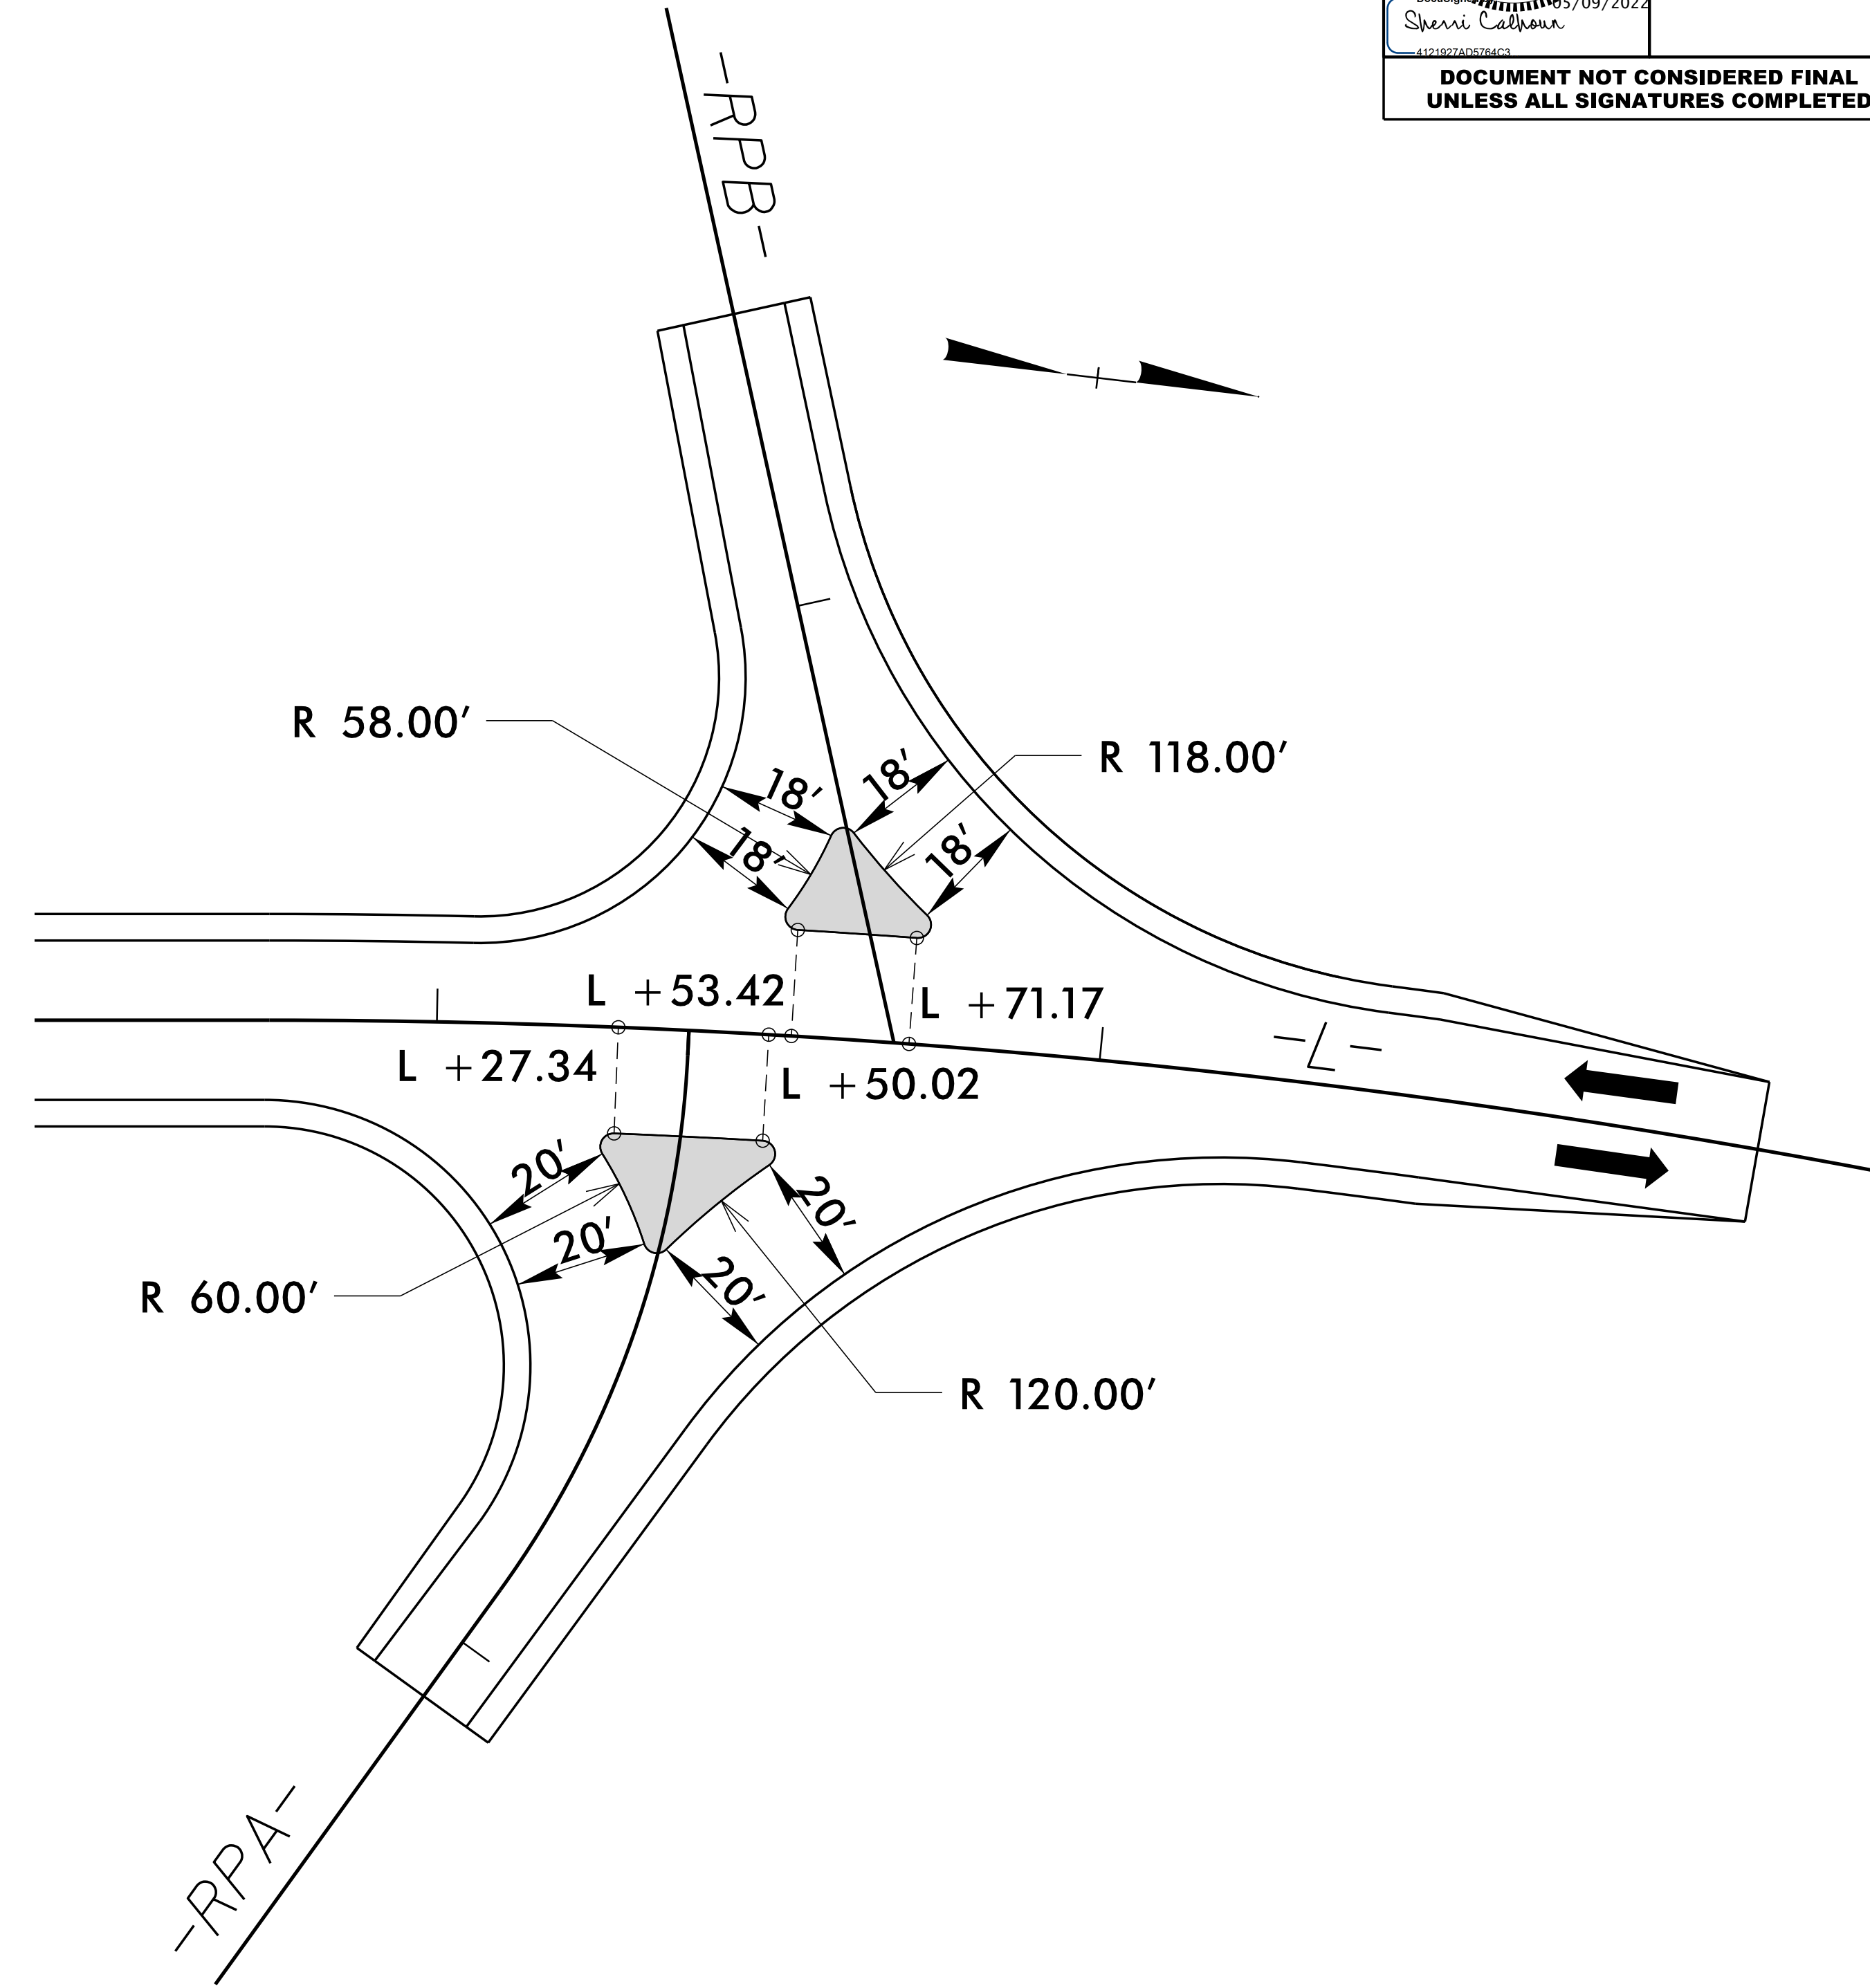 05/09/2022
Sherri Calhoun
4121927AD5764C3
DOCUMENT NOT CONSIDERED FINAL
UNLESS ALL SIGNATURES COMPLETED
-RPB-
R 58.00'
R 118.00'
18'
18'
18'
18'
L +53.42
L +71.17
-L-
L +27.34
L +50.02
20'
20'
20'
20'
R 60.00'
R 120.00'
-RPA-